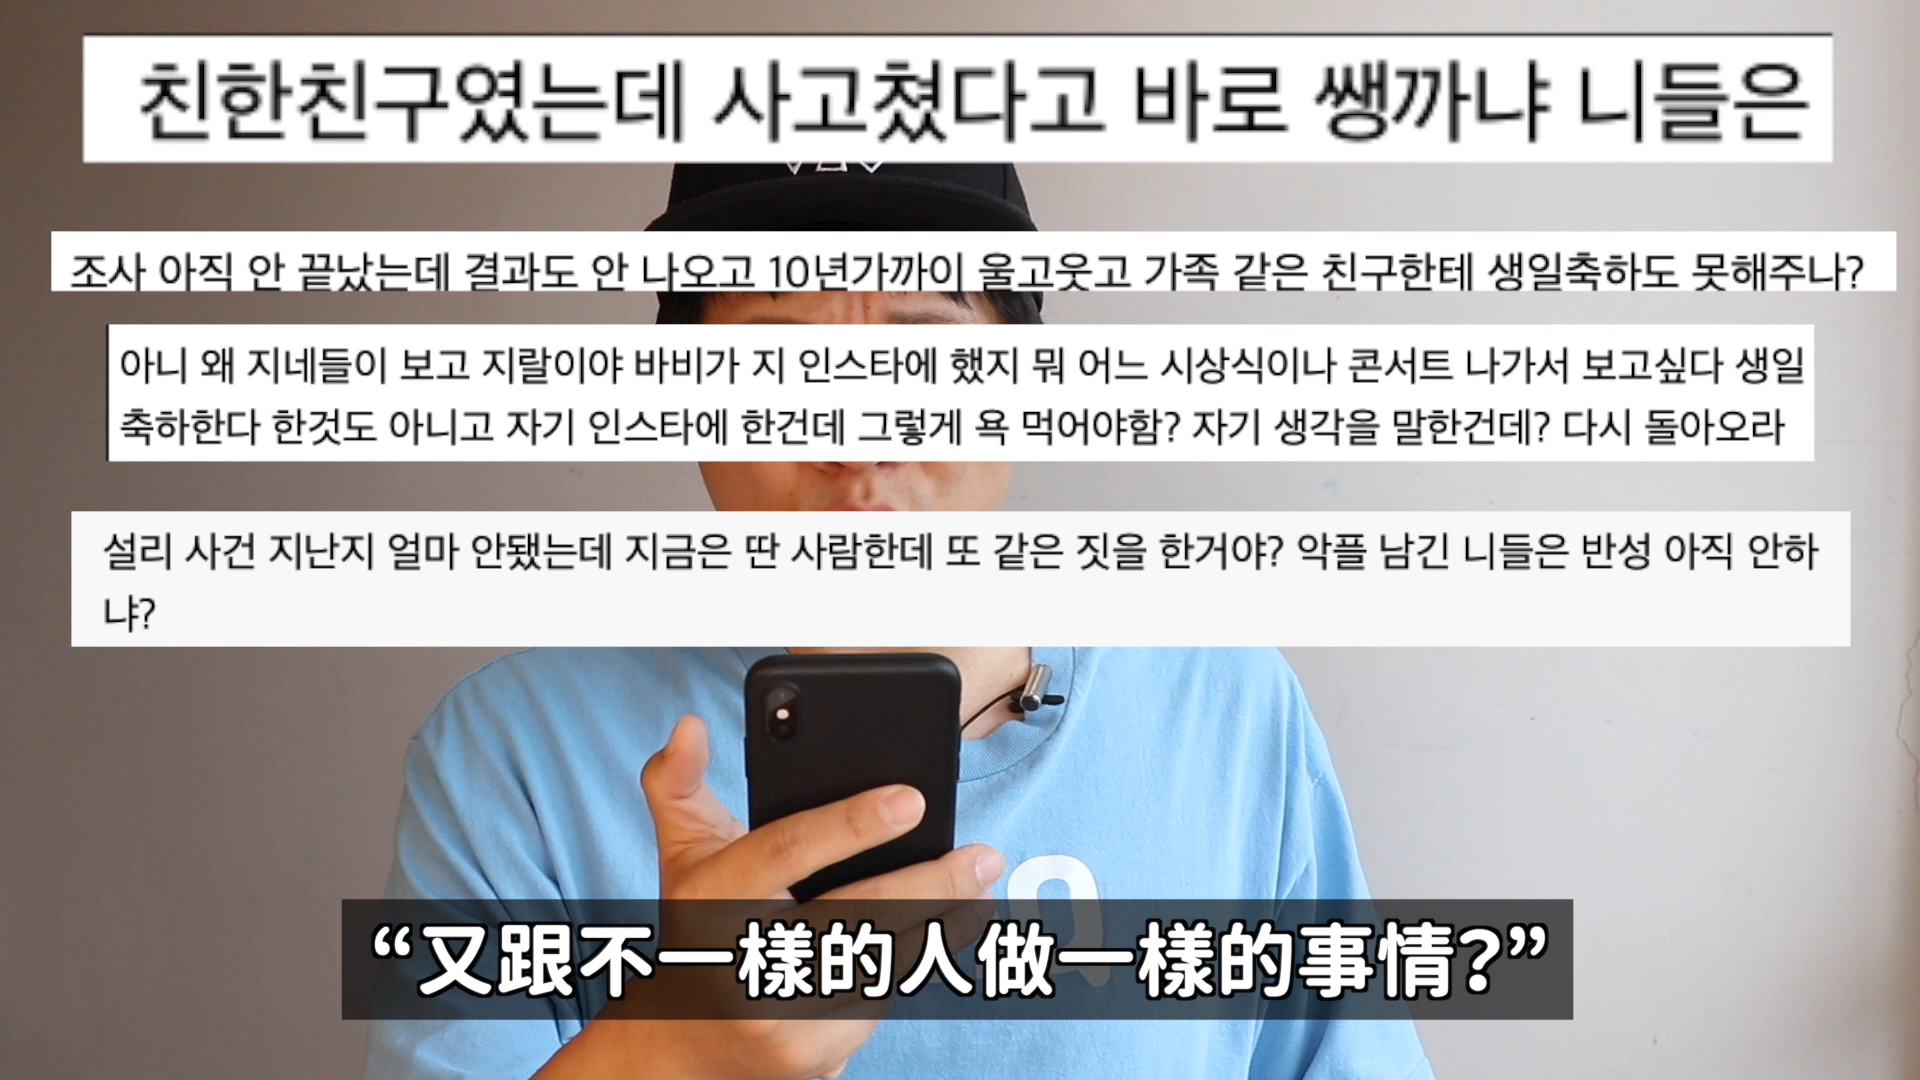 친한친구였는데 사고쳤다고 바로 쌩까냐 니들은
조사 아직 안 끝났는데 결과도 안 나오고 10년가까이 울고웃고 가족 같은 친구한테 생일축하도 못해주나?
아니 왜 지네들이 보고 지랄이야 바비가 지 인스타에 했지 뭐 어느 시상식이나 콘서트 나가서 보고싶다 생일
축하한다 한것도 아니고 자기 인스타에 한건데 그렇게 욕 먹어야함? 자기 생각을 말한건데? 다시 돌아오라
설리 사건 지난지 얼마 안됐는데 지금은 딴 사람한데 또 같은 짓을 한거야? 악플 남긴 니들은 반성 아직 안하
냐?
“又跟不一樣的人做一樣的事情?”